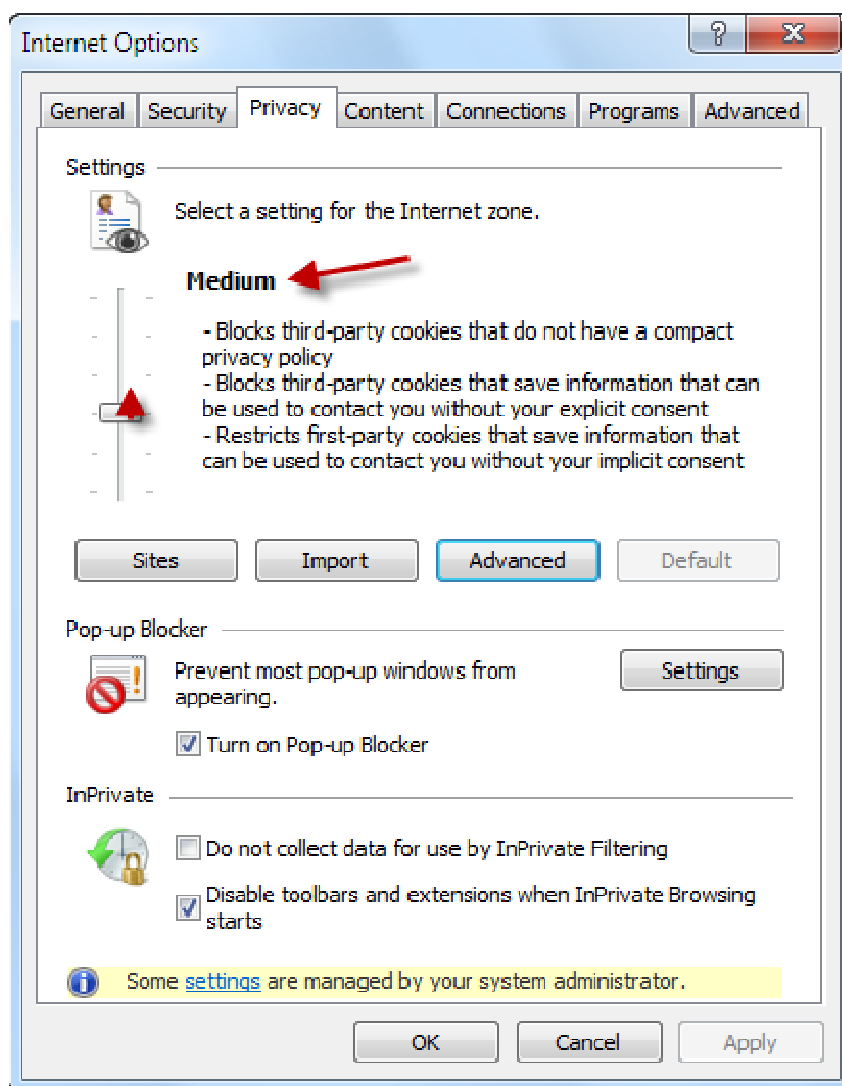 Internet Options
General Security Privacy Content Connections Programs Advanced
Settings
Select a setting for the Internet zone.
Medium
- Blocks third-party cookies that do not have a compact
privacy policy
- Blocks third-party cookies that save information that can
be used to contact you without your explicit consent
- Restricts first-party cookies that save information that
can be used to contact you without your implicit consent
Sites Import Advanced Default
Pop-up Blocker
Prevent most pop-up windows from
appearing.
Settings
Turn on Pop-up Blocker
InPrivate
Do not collect data for use by InPrivate Filtering
Disable toolbars and extensions when InPrivate Browsing
starts
Some settings are managed by your system administrator.
OK Cancel Apply